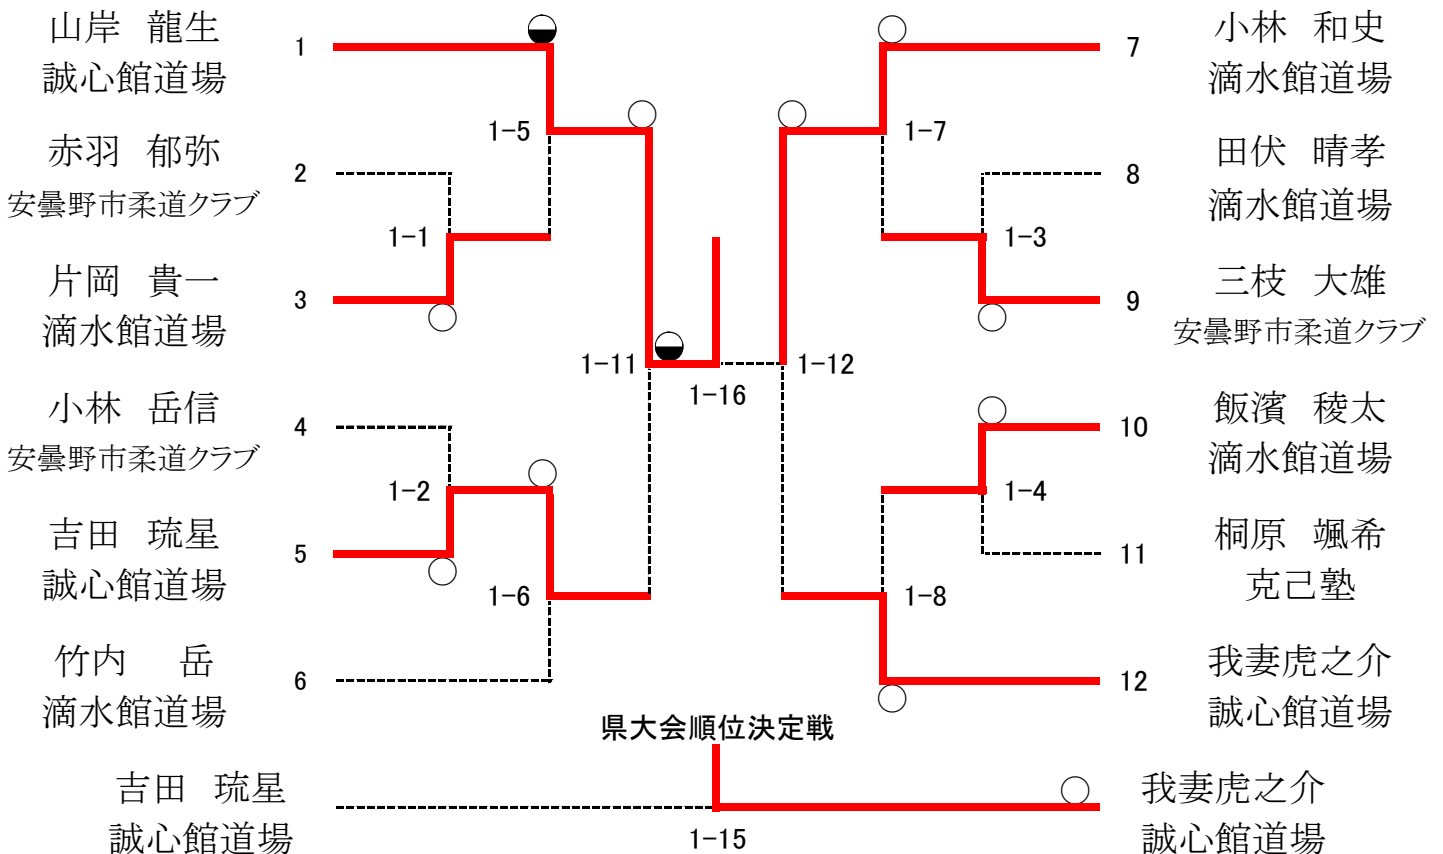 山岸　龍生
誠心館道場
1
赤羽　郁弥
安曇野市柔道クラブ
2
片岡　貴一
滴水館道場
3
小林　岳信
安曇野市柔道クラブ
4
吉田　琉星
誠心館道場
5
竹内　岳
滴水館道場
6
1-5
1-1
1-2
1-6
1-11
1-16
1-12
1-7
1-3
1-4
1-8
7
小林　和史
滴水館道場
8
田伏　晴孝
滴水館道場
9
三枝　大雄
安曇野市柔道クラブ
10
飯濱　稜太
滴水館道場
11
桐原　颯希
克己塾
12
我妻虎之介
誠心館道場
県大会順位決定戦
吉田　琉星
誠心館道場
1-15
我妻虎之介
誠心館道場